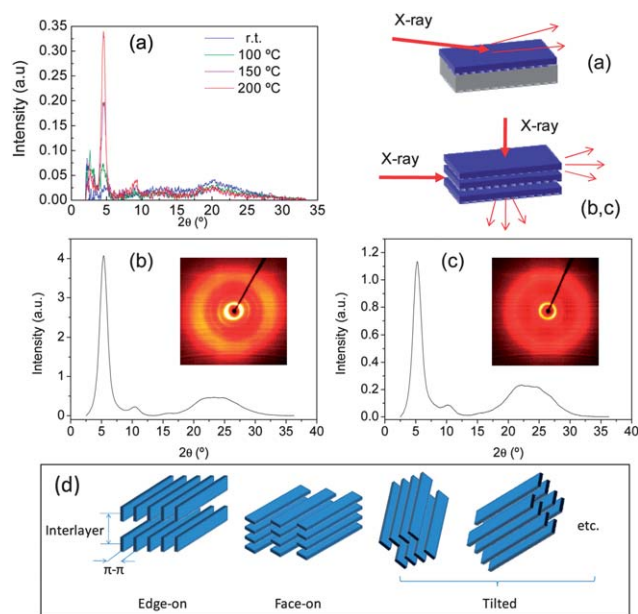 (a)
r.t.
100 ºC
150 ºC
200 ºC
0.35
0.30
0.25
0.20
0.15
0.10
0.05
0.00
0 5 10 15 20 25 30 35
2θ (º)
Intensity (a.u)
X-ray
(a)
X-ray
X-ray
(b,c)
(b)
4
3
2
1
0
0 5 10 15 20 25 30 35 40
2θ (º)
Intensity (a.u.)
(c)
1.2
1.0
0.8
0.6
0.4
0.2
0.0
0 5 10 15 20 25 30 35 40
2θ (º)
Intensity (a.u.)
(d)
Interlayer
π-π
Edge-on
Face-on
Tilted
etc.